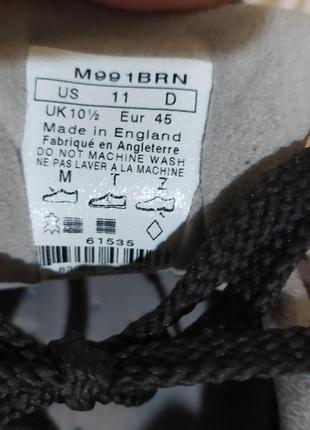 M991BRN
US 11 D
UK10½ Eur 45
Made in England
Fabriqué en Angleterre
DO NOT MACHINE WASH
NE PAS LAVER A LA MACHINE
M T Z
61535